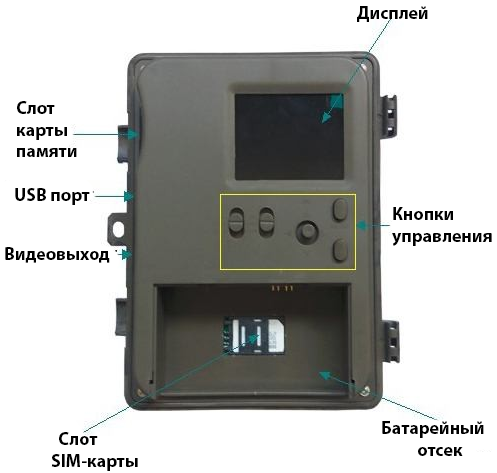 Дисплей
Слот
карты
памяти
USB порт
Кнопки
управления
Видеовыход
Батарейный
отсек
Слот
SIM-карты